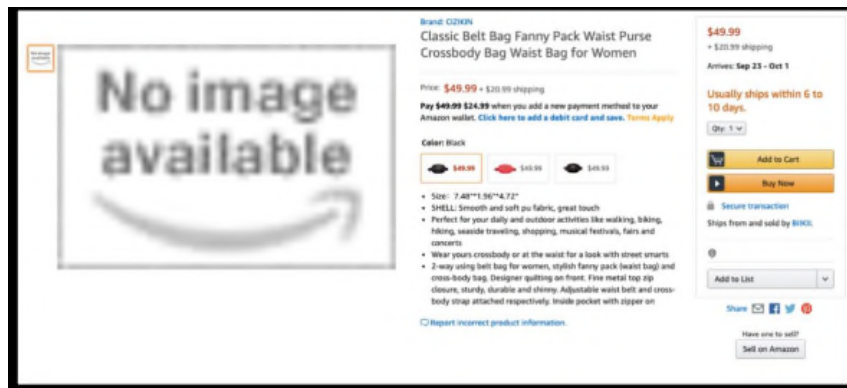 No image
available
Brand: OZIKIN
Classic Belt Bag Fanny Pack Waist Purse
Crossbody Bag Waist Bag for Women
Price: $49.99 + $20.99 shipping
Pay $49.99 $24.99 when you add a new payment method to your
Amazon wallet. Click here to add a debit card and save. Terms Apply
Color: Black
$49.99 $49.99 $49.99
• Size: 7.48"*1.96"*4.72"
• SHELL: Smooth and soft pu fabric, great touch
• Perfect for your daily and outdoor activities like walking, biking,
hiking, seaside traveling, shopping, musical festivals, fairs and
concerts
• Wear yours crossbody or at the waist for a look with street smarts
• 2-way using belt bag for women, stylish fanny pack (waist bag) and
cross-body bag. Designer quilting on front. Fine metal top zip
closure, sturdy, durable and shinny. Adjustable waist belt and cross-
body strap attached respectively. Inside pocket with zipper on
Report incorrect product information.
$49.99
+ $20.99 shipping
Arrives: Sep 23 - Oct 1
Usually ships within 6 to
10 days.
Qty: 1
Add to Cart
Buy Now
Secure transaction
Ships from and sold by
Add to List
Share
Have one to sell?
Sell on Amazon